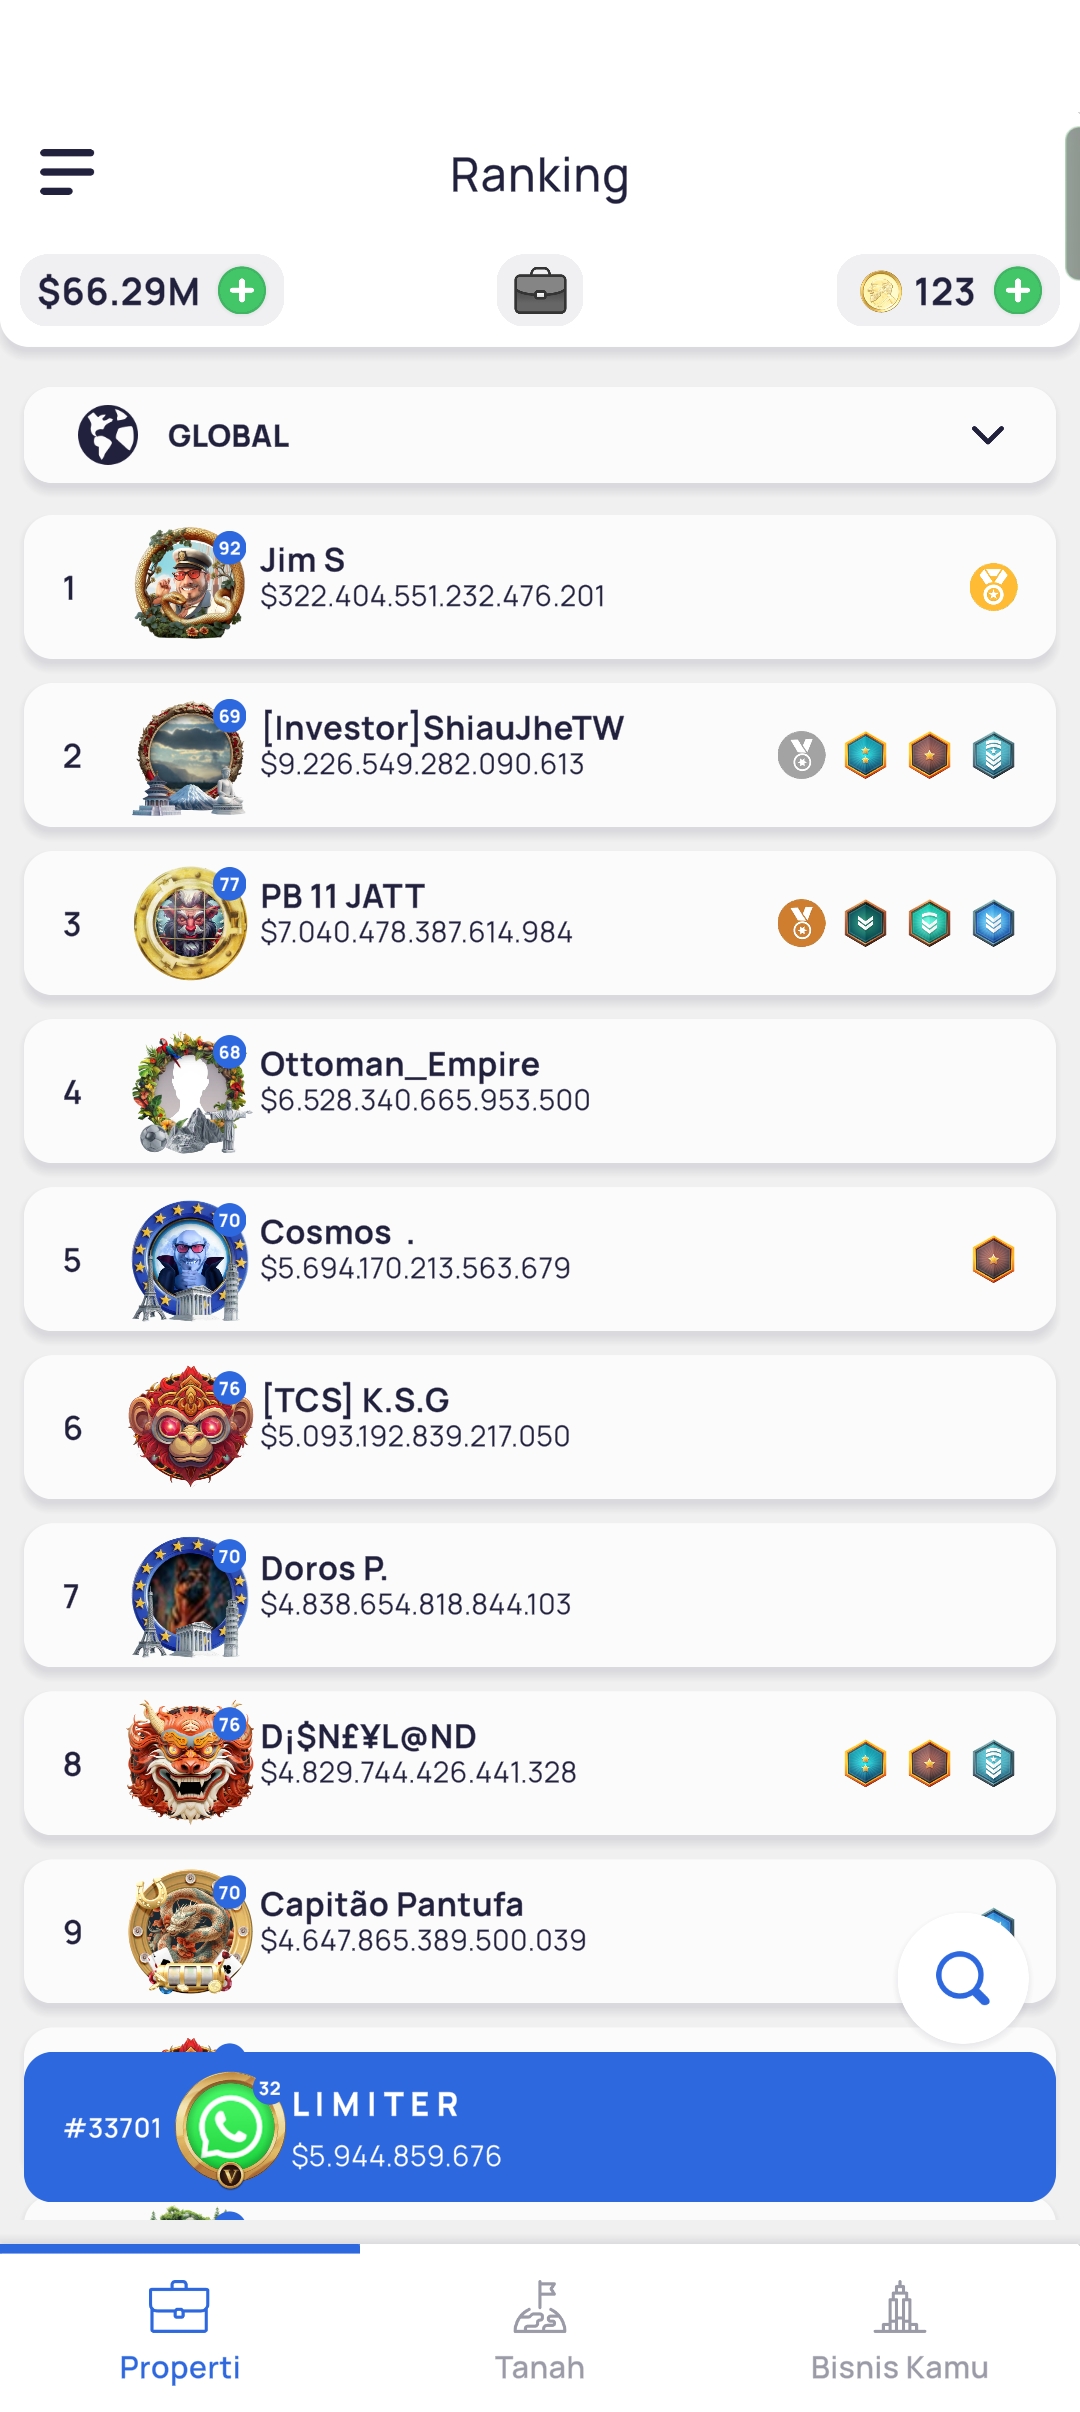 Ranking
$66.29M
123
GLOBAL
1
92
Jim S
$322.404.551.232.476.201
2
69
[Investor]ShiauJheTW
$9.226.549.282.090.613
3
77
PB 11 JATT
$7.040.478.387.614.984
4
68
Ottoman_Empire
$6.528.340.665.953.500
5
70
Cosmos .
$5.694.170.213.563.679
6
76
[TCS] K.S.G
$5.093.192.839.217.050
7
70
Doros P.
$4.838.654.818.844.103
8
76
D¡$N£¥L@ND
$4.829.744.426.441.328
9
70
Capitão Pantufa
$4.647.865.389.500.039
#33701
32
V
L I M I T E R
$5.944.859.676
Properti
Tanah
Bisnis Kamu